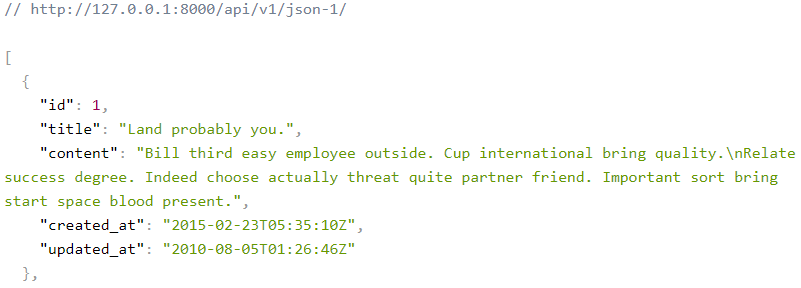 // http://127.0.0.1:8000/api/v1/json-1/
[
{
"id": 1,
"title": "Land probably you.",
"content": "Bill third easy employee outside. Cup international bring quality.\nRelate
success degree. Indeed choose actually threat quite partner friend. Important sort bring
start space blood present.",
"created_at": "2015-02-23T05:35:10Z",
"updated_at": "2010-08-05T01:26:46Z"
},